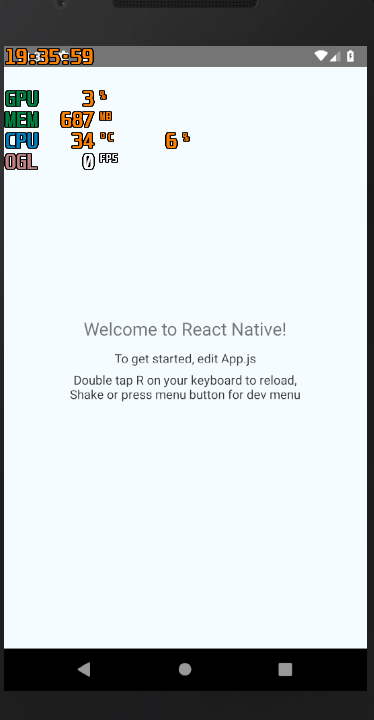 19:35:59
GPU 3 %
MEM 687 MB
CPU 34 °C 6 %
OGL 0 FPS
Welcome to React Native!
To get started, edit App.js
Double tap R on your keyboard to reload,
Shake or press menu button for dev menu